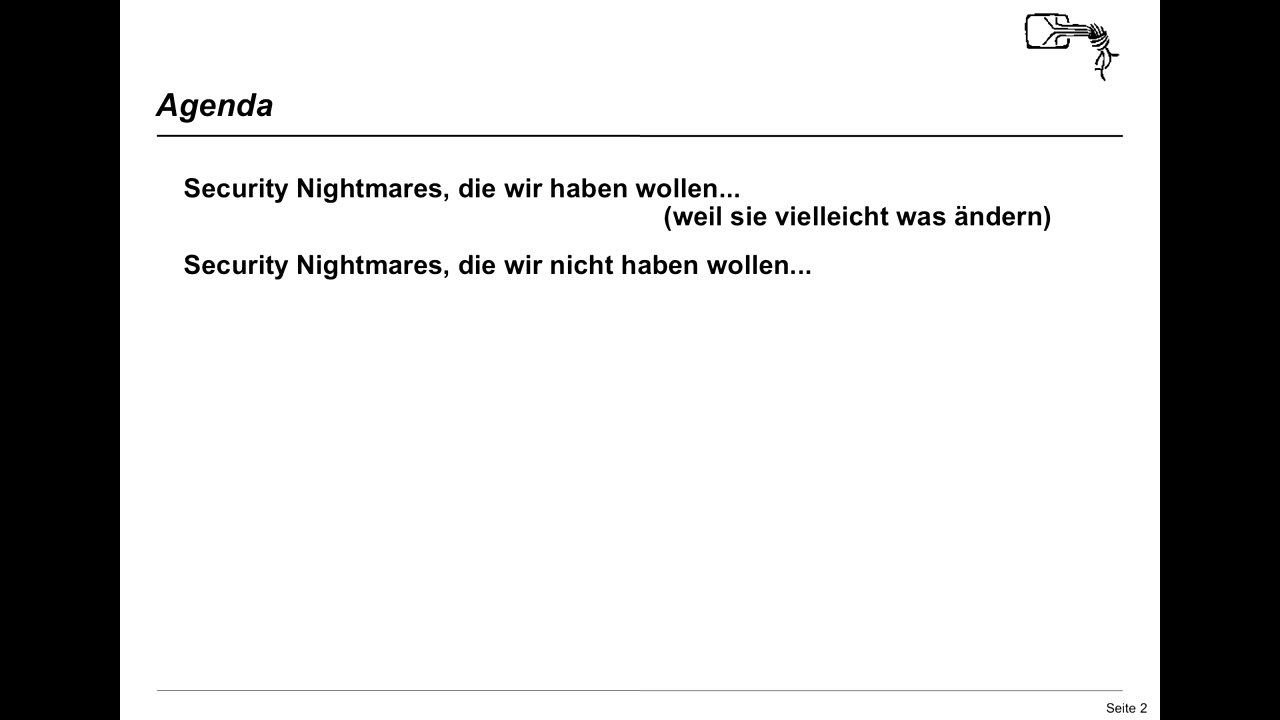 Agenda
Security Nightmares, die wir haben wollen...
(weil sie vielleicht was ändern)
Security Nightmares, die wir nicht haben wollen...
Seite 2